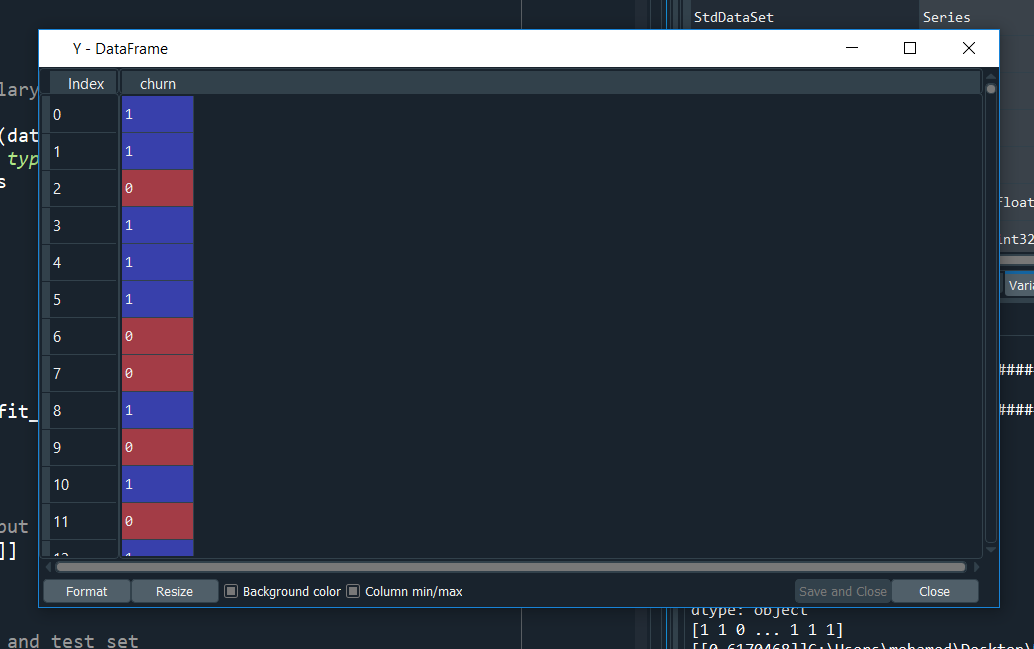 StdDataSet Series
Y - DataFrame
lary
Index churn
0 1
(dat
1 1
typ
s
2 0
float
3 1
int32
4 1
Vari
5 1
6 0
7 0
####
fit_
8 1
####
9 0
10 1
11 0
put
]]
12 1
Format Resize Background color Column min/max Save and Close Close
dtype: object
[1 1 0 ... 1 1 1]
and test set
[[0.6170468]]C:\Users\mohamed\Desktop\